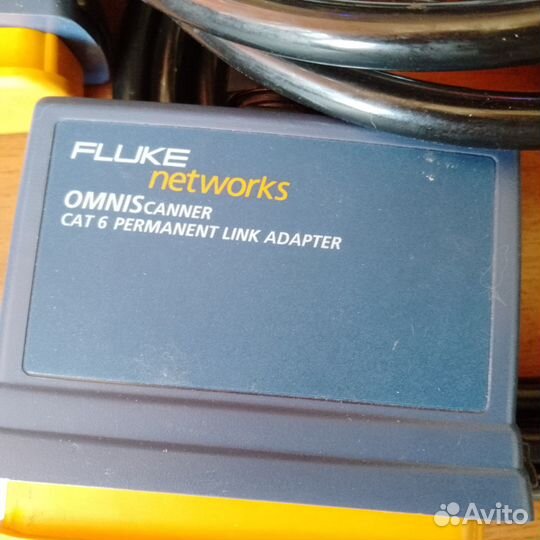 FLUKE
networks
OMNISCANNER
CAT 6 PERMANENT LINK ADAPTER
Avito